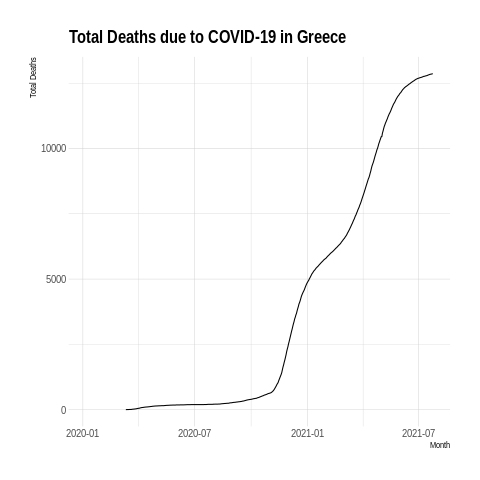 Total Deaths due to COVID-19 in Greece
Total Deaths
10000
5000
0
2020-01 2020-07 2021-01 2021-07
Month